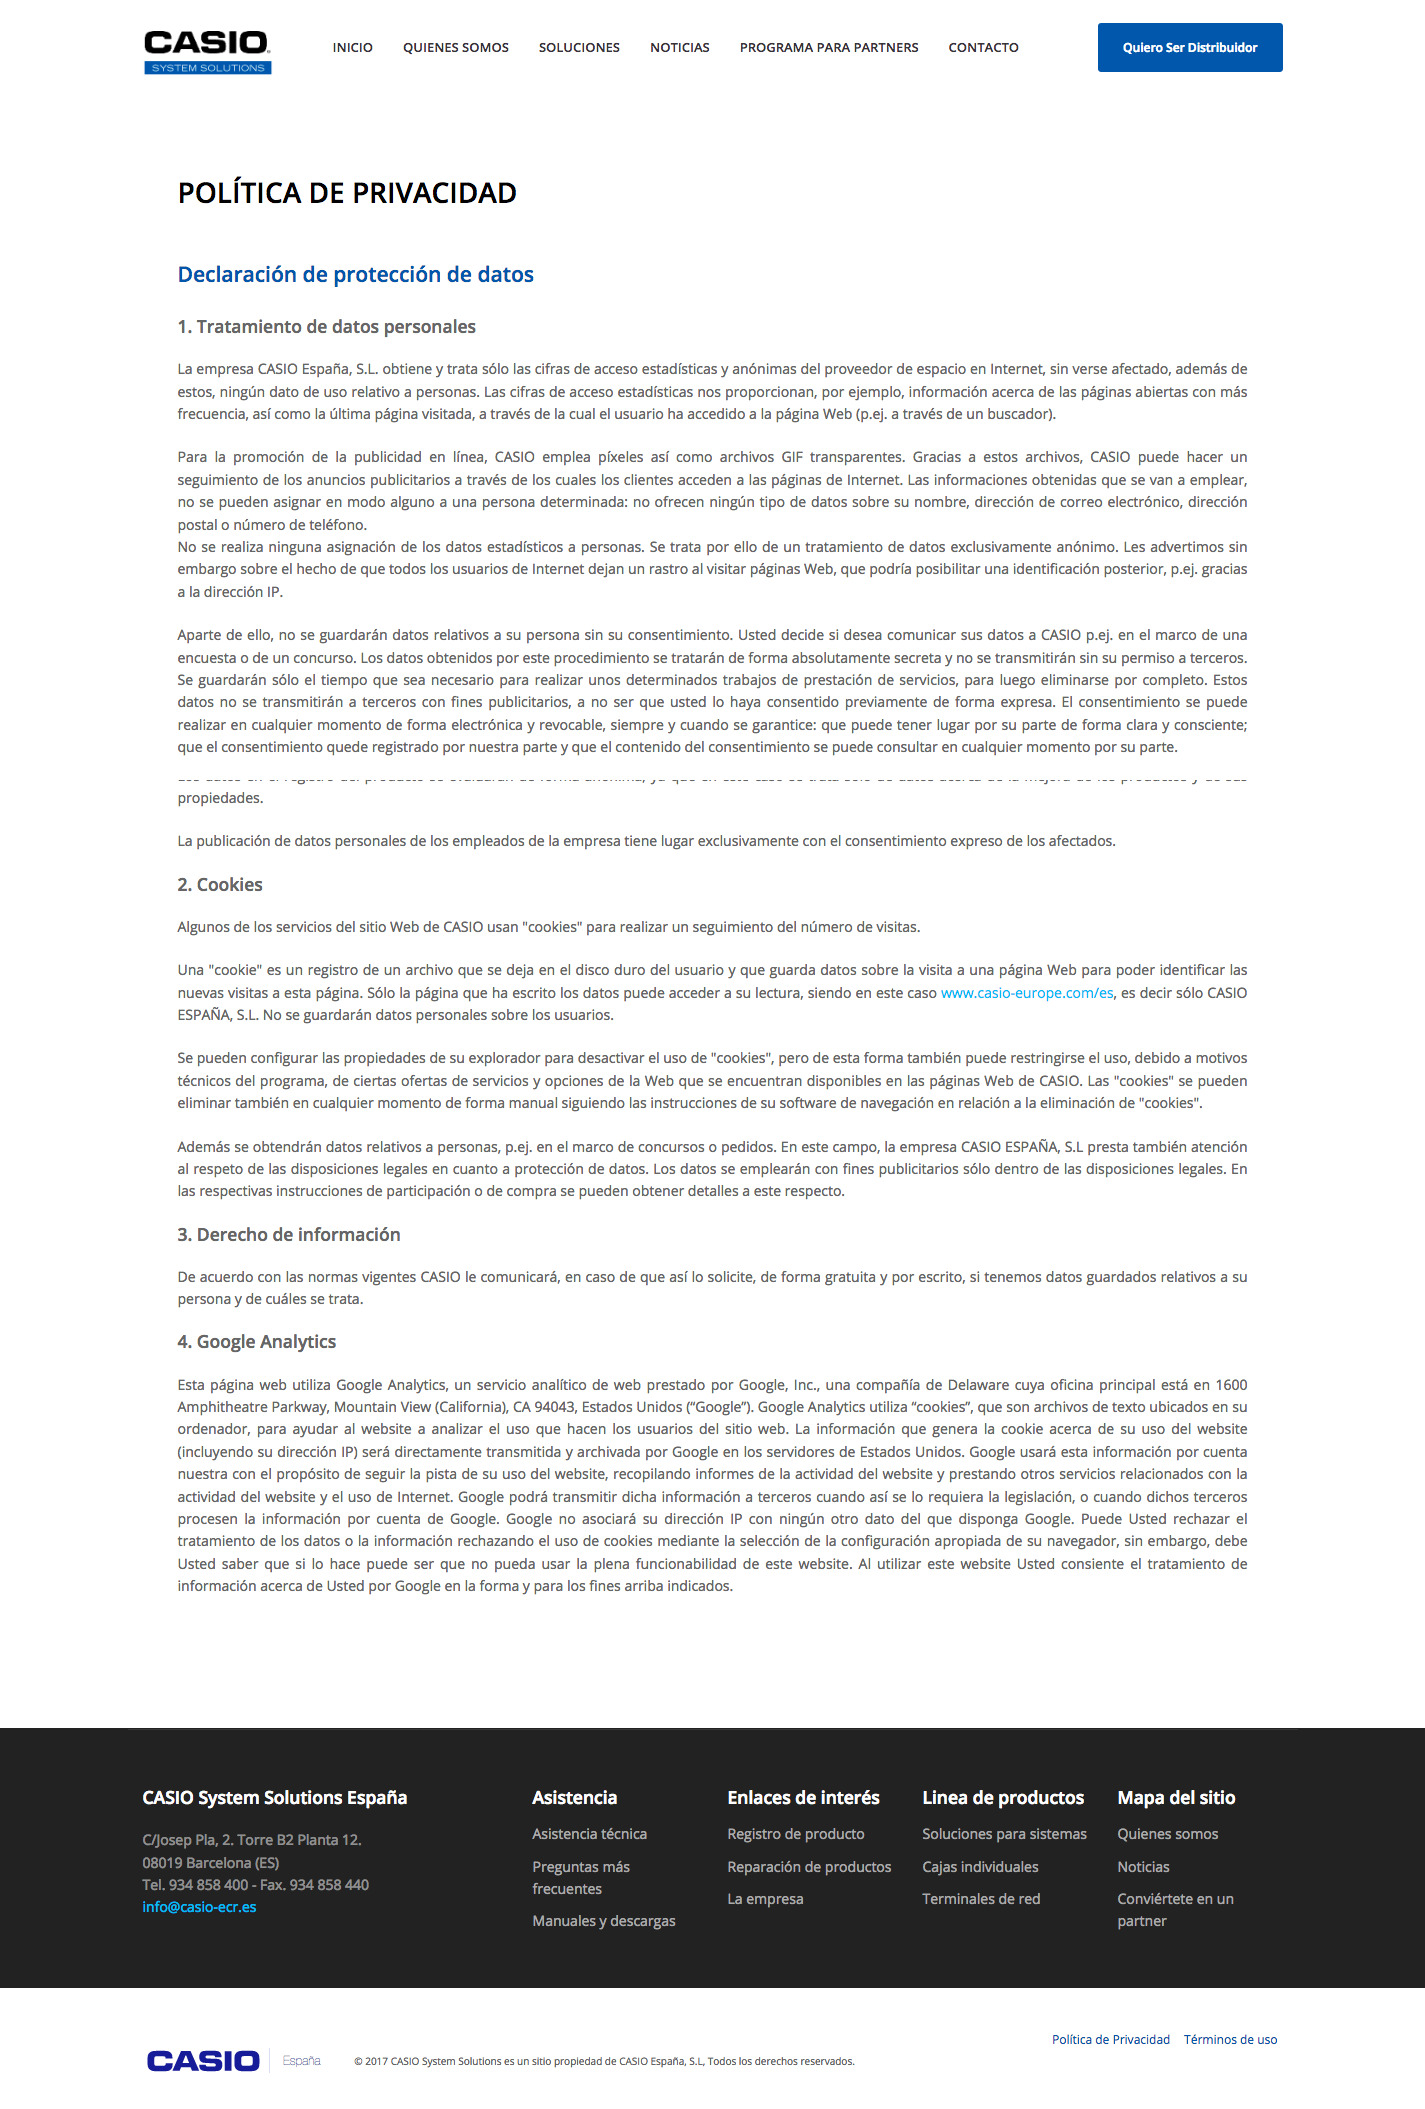 CASIO
SYSTEM SOLUTIONS
INICIO QUIENES SOMOS SOLUCIONES NOTICIAS PROGRAMA PARA PARTNERS CONTACTO
Quiero Ser Distribuidor
POLÍTICA DE PRIVACIDAD
Declaración de protección de datos
1. Tratamiento de datos personales
La empresa CASIO España, S.L. obtiene y trata sólo las cifras de acceso estadísticas y anónimas del proveedor de espacio en Internet, sin verse afectado, además de
estos, ningún dato de uso relativo a personas. Las cifras de acceso estadísticas nos proporcionan, por ejemplo, información acerca de las páginas abiertas con más
frecuencia, así como la última página visitada, a través de la cual el usuario ha accedido a la página Web (p.ej. a través de un buscador).
Para la promoción de la publicidad en línea, CASIO emplea píxeles así como archivos GIF transparentes. Gracias a estos archivos, CASIO puede hacer un
seguimiento de los anuncios publicitarios a través de los cuales los clientes acceden a las páginas de Internet. Las informaciones obtenidas que se van a emplear,
no se pueden asignar en modo alguno a una persona determinada: no ofrecen ningún tipo de datos sobre su nombre, dirección de correo electrónico, dirección
postal o número de teléfono.
No se realiza ninguna asignación de los datos estadísticos a personas. Se trata por ello de un tratamiento de datos exclusivamente anónimo. Les advertimos sin
embargo sobre el hecho de que todos los usuarios de Internet dejan un rastro al visitar páginas Web, que podría posibilitar una identificación posterior, p.ej. gracias
a la dirección IP.
Aparte de ello, no se guardarán datos relativos a su persona sin su consentimiento. Usted decide si desea comunicar sus datos a CASIO p.ej. en el marco de una
encuesta o de un concurso. Los datos obtenidos por este procedimiento se tratarán de forma absolutamente secreta y no se transmitirán sin su permiso a terceros.
Se guardarán sólo el tiempo que sea necesario para realizar unos determinados trabajos de prestación de servicios, para luego eliminarse por completo. Estos
datos no se transmitirán a terceros con fines publicitarios, a no ser que usted lo haya consentido previamente de forma expresa. El consentimiento se puede
realizar en cualquier momento de forma electrónica y revocable, siempre y cuando se garantice: que puede tener lugar por su parte de forma clara y consciente;
que el consentimiento quede registrado por nuestra parte y que el contenido del consentimiento se puede consultar en cualquier momento por su parte.
propiedades.
La publicación de datos personales de los empleados de la empresa tiene lugar exclusivamente con el consentimiento expreso de los afectados.
2. Cookies
Algunos de los servicios del sitio Web de CASIO usan "cookies" para realizar un seguimiento del número de visitas.
Una "cookie" es un registro de un archivo que se deja en el disco duro del usuario y que guarda datos sobre la visita a una página Web para poder identificar las
nuevas visitas a esta página. Sólo la página que ha escrito los datos puede acceder a su lectura, siendo en este caso www.casio-europe.com/es, es decir sólo CASIO
ESPAÑA, S.L. No se guardarán datos personales sobre los usuarios.
Se pueden configurar las propiedades de su explorador para desactivar el uso de "cookies", pero de esta forma también puede restringirse el uso, debido a motivos
técnicos del programa, de ciertas ofertas de servicios y opciones de la Web que se encuentran disponibles en las páginas Web de CASIO. Las "cookies" se pueden
eliminar también en cualquier momento de forma manual siguiendo las instrucciones de su software de navegación en relación a la eliminación de "cookies".
Además se obtendrán datos relativos a personas, p.ej. en el marco de concursos o pedidos. En este campo, la empresa CASIO ESPAÑA, S.L presta también atención
al respeto de las disposiciones legales en cuanto a protección de datos. Los datos se emplearán con fines publicitarios sólo dentro de las disposiciones legales. En
las respectivas instrucciones de participación o de compra se pueden obtener detalles a este respecto.
3. Derecho de información
De acuerdo con las normas vigentes CASIO le comunicará, en caso de que así lo solicite, de forma gratuita y por escrito, si tenemos datos guardados relativos a su
persona y de cuáles se trata.
4. Google Analytics
Esta página web utiliza Google Analytics, un servicio analítico de web prestado por Google, Inc., una compañía de Delaware cuya oficina principal está en 1600
Amphitheatre Parkway, Mountain View (California), CA 94043, Estados Unidos (“Google”). Google Analytics utiliza “cookies”, que son archivos de texto ubicados en su
ordenador, para ayudar al website a analizar el uso que hacen los usuarios del sitio web. La información que genera la cookie acerca de su uso del website
(incluyendo su dirección IP) será directamente transmitida y archivada por Google en los servidores de Estados Unidos. Google usará esta información por cuenta
nuestra con el propósito de seguir la pista de su uso del website, recopilando informes de la actividad del website y prestando otros servicios relacionados con la
actividad del website y el uso de Internet. Google podrá transmitir dicha información a terceros cuando así se lo requiera la legislación, o cuando dichos terceros
procesen la información por cuenta de Google. Google no asociará su dirección IP con ningún otro dato del que disponga Google. Puede Usted rechazar el
tratamiento de los datos o la información rechazando el uso de cookies mediante la selección de la configuración apropiada de su navegador, sin embargo, debe
Usted saber que si lo hace puede ser que no pueda usar la plena funcionabilidad de este website. Al utilizar este website Usted consiente el tratamiento de
información acerca de Usted por Google en la forma y para los fines arriba indicados.
CASIO System Solutions España
C/Josep Pla, 2. Torre B2 Planta 12.
08019 Barcelona (ES)
Tel. 934 858 400 - Fax. 934 858 440
info@casio-ecr.es
Asistencia
Asistencia técnica
Preguntas más
frecuentes
Manuales y descargas
Enlaces de interés
Registro de producto
Reparación de productos
La empresa
Linea de productos
Soluciones para sistemas
Cajas individuales
Terminales de red
Mapa del sitio
Quienes somos
Noticias
Conviértete en un
partner
Política de Privacidad Términos de uso
CASIO España © 2017 CASIO System Solutions es un sitio propiedad de CASIO España, S.L, Todos los derechos reservados.